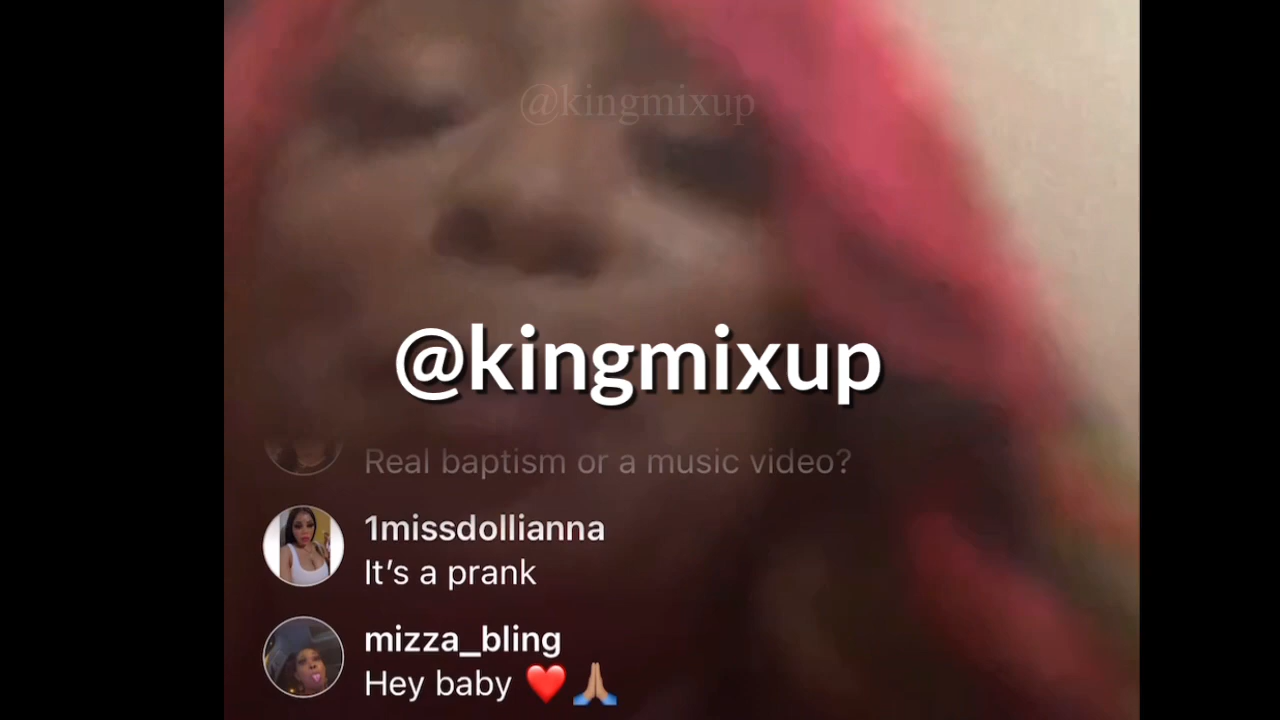 @kingmixup
@kingmixup
Real baptism or a music video?
1missdollianna
It’s a prank
mizza_bling
Hey baby ❤️🙏🏽